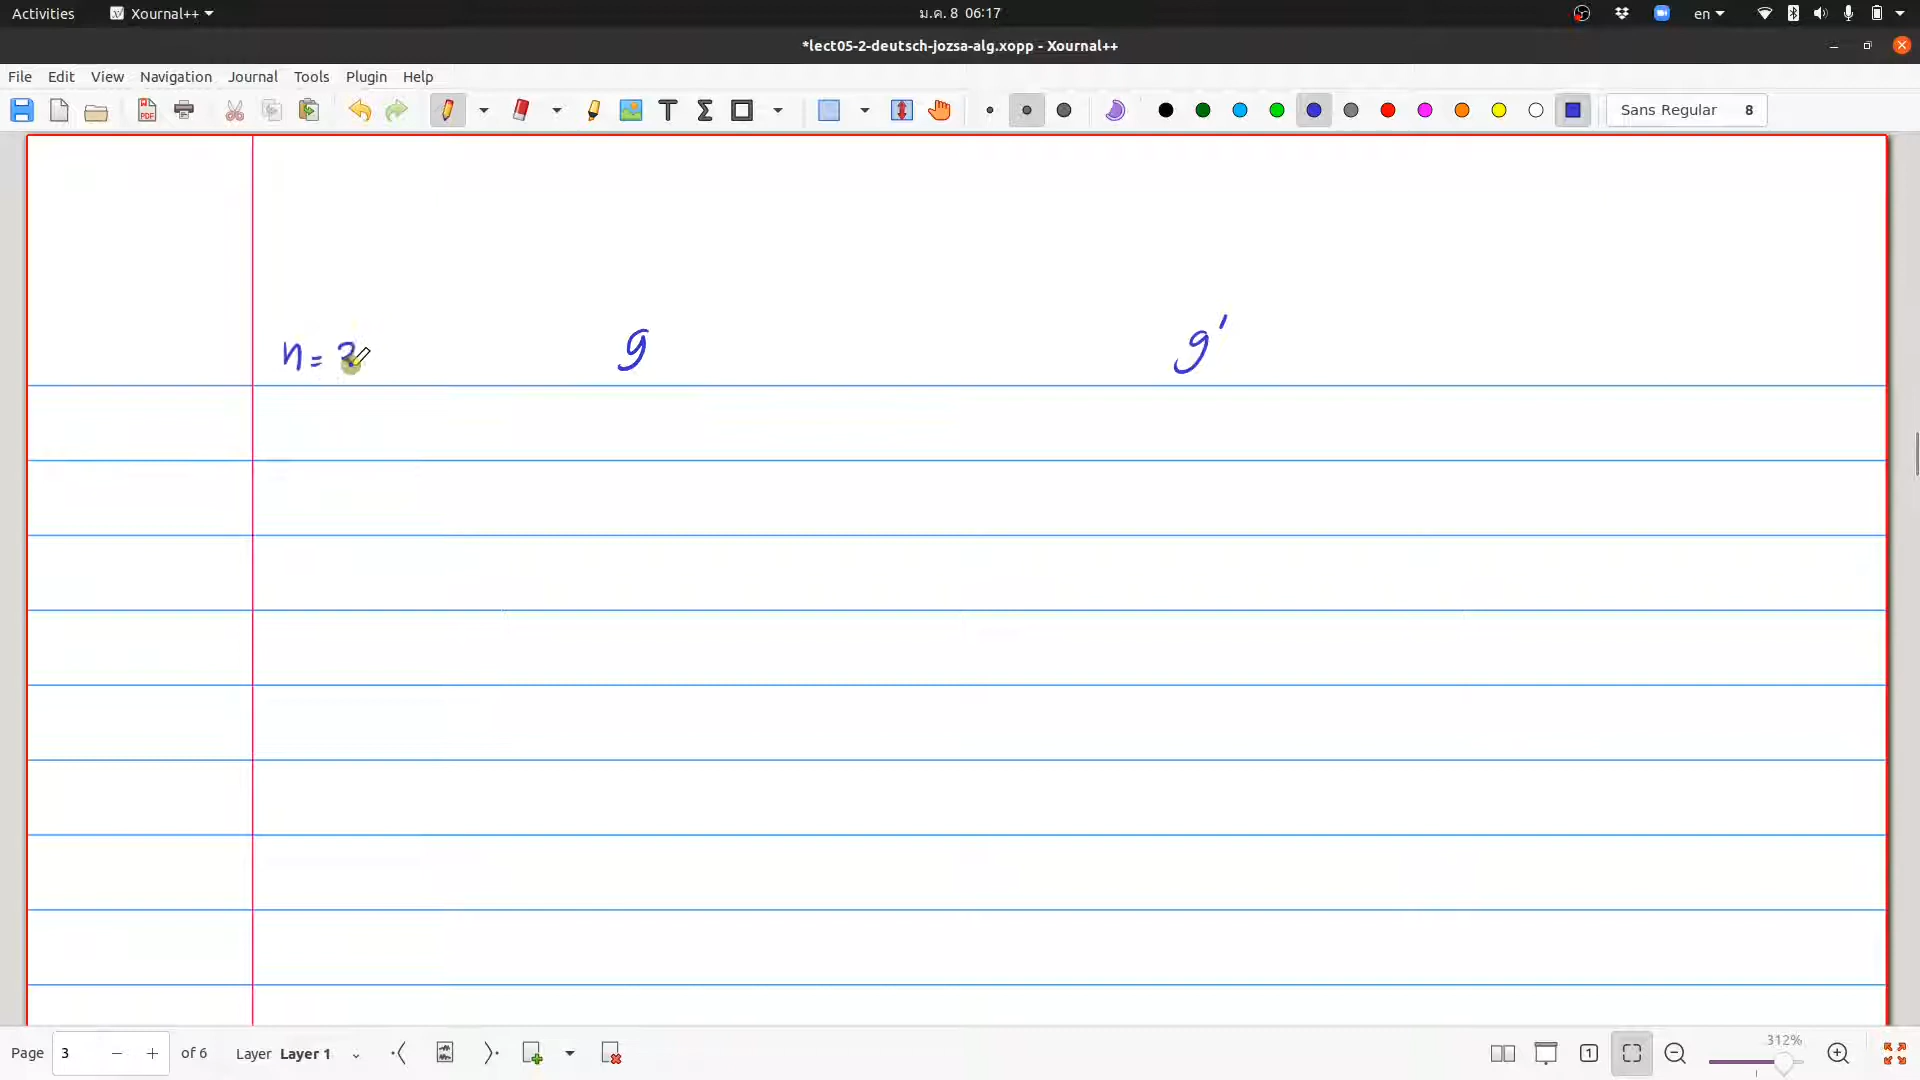 Activities Xournal++ ม.ค. 8 06:17 en
*lect05-2-deutsch-jozsa-alg.xopp - Xournal++
File Edit View Navigation Journal Tools Plugin Help
Sans Regular 8
n = g g'
Page 3 of 6 Layer Layer 1 312%